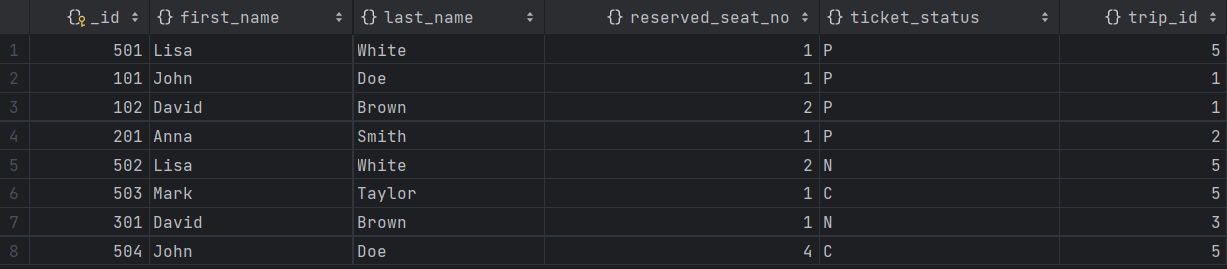 {} _id {} first_name {} last_name {} reserved_seat_no {} ticket_status {} trip_id
1 501 Lisa White 1 P 5
2 101 John Doe 1 P 1
3 102 David Brown 2 P 1
4 201 Anna Smith 1 P 2
5 502 Lisa White 2 N 5
6 503 Mark Taylor 1 C 5
7 301 David Brown 1 N 3
8 504 John Doe 4 C 5